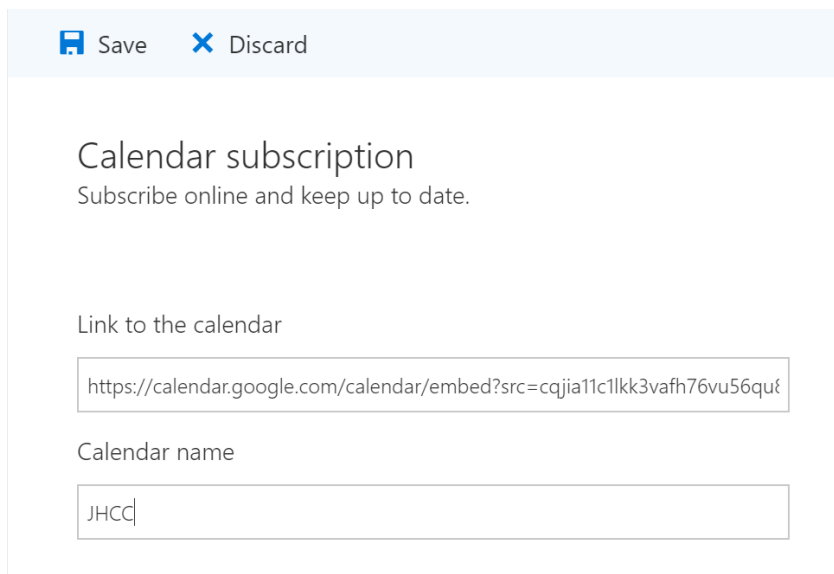 Save Discard
Calendar subscription
Subscribe online and keep up to date.
Link to the calendar
https://calendar.google.com/calendar/embed?src=cqjia11c1lkk3vafh76vu56qu8
Calendar name
JHCC